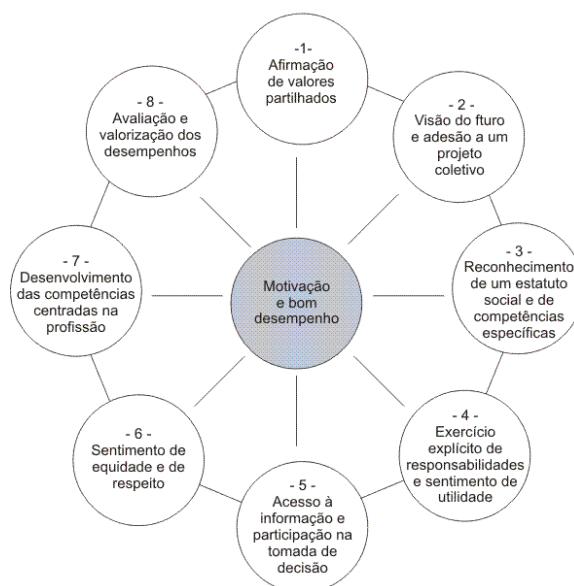 -1-
Afirmação
de valores
partilhados
- 2 -
Visão do fturo
e adesão a um
projeto
coletivo
- 3 -
Reconhecimento
de um estatuto
social e de
competências
específicas
- 4 -
Exercício
explícito de
responsabilidades
e sentimento de
utilidade
- 5 -
Acesso à
informação e
participação na
tomada de
decisão
- 6 -
Sentimento de
equidade e de
respeito
- 7 -
Desenvolvimento
das competências
centradas na
profissão
- 8 -
Avaliação e
valorização dos
desempenhos
Motivação
e bom
desempenho